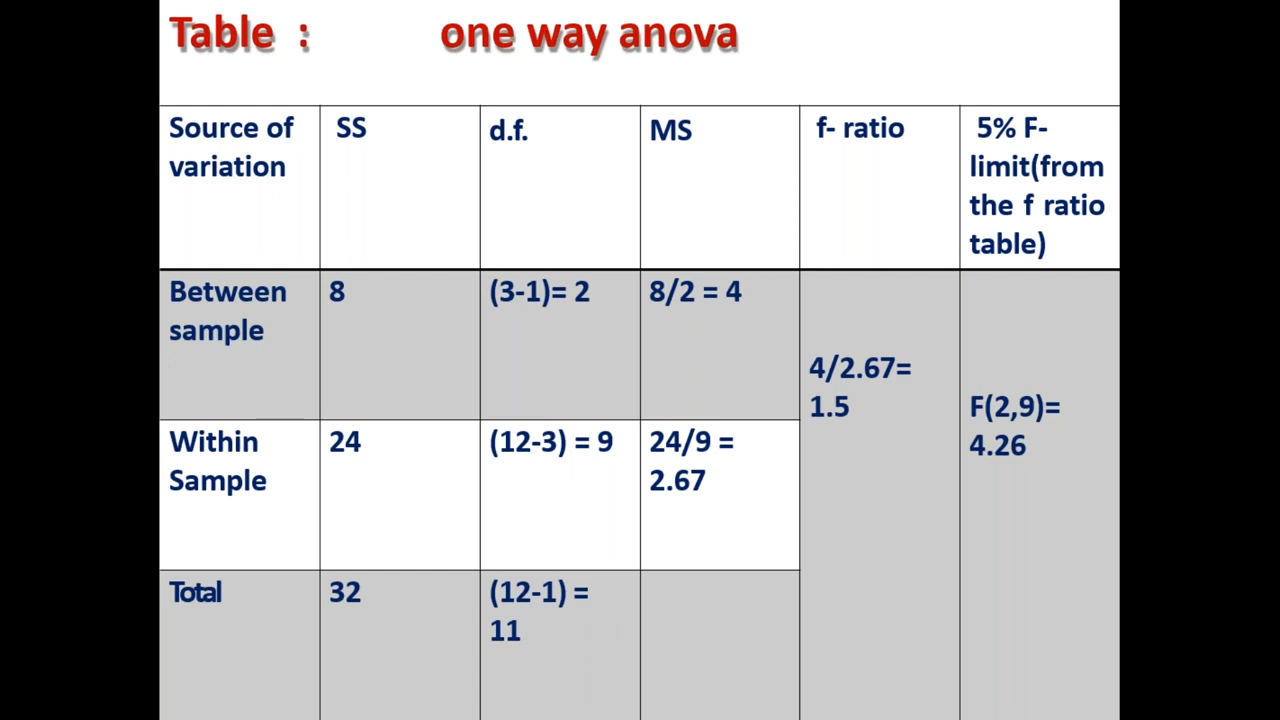 Table : one way anova
Source of
variation
SS
d.f.
MS
f- ratio
5% F-
limit(from
the f ratio
table)
Between
sample
8
(3-1)= 2
8/2 = 4
4/2.67=
1.5
F(2,9)=
4.26
Within
Sample
24
(12-3) = 9
24/9 =
2.67
Total
32
(12-1) =
11